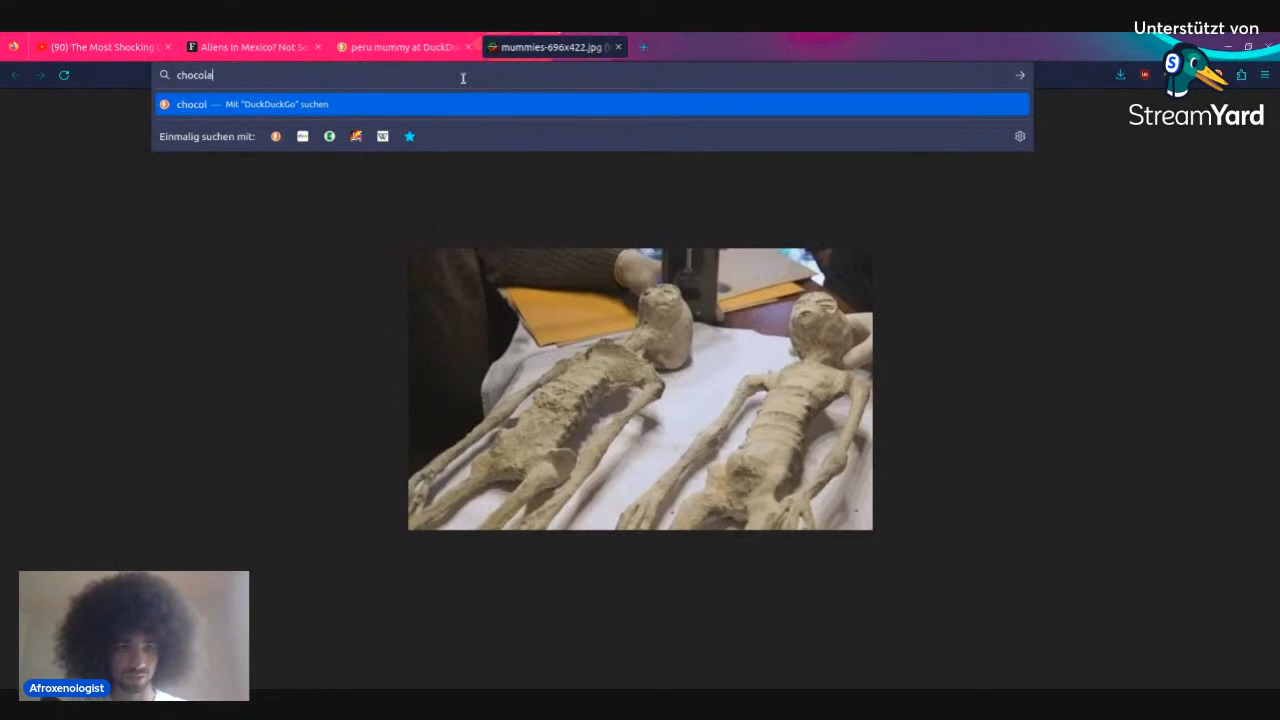 Unterstützt von
StreamYard
(90) The Most Shocking D
Aliens In Mexico? Not So
peru mummy at DuckDu
mummies-696x422.jpg (
chocola
chocol — Mit "DuckDuckGo" suchen
Einmalig suchen mit:
W
S
Afroxenologist